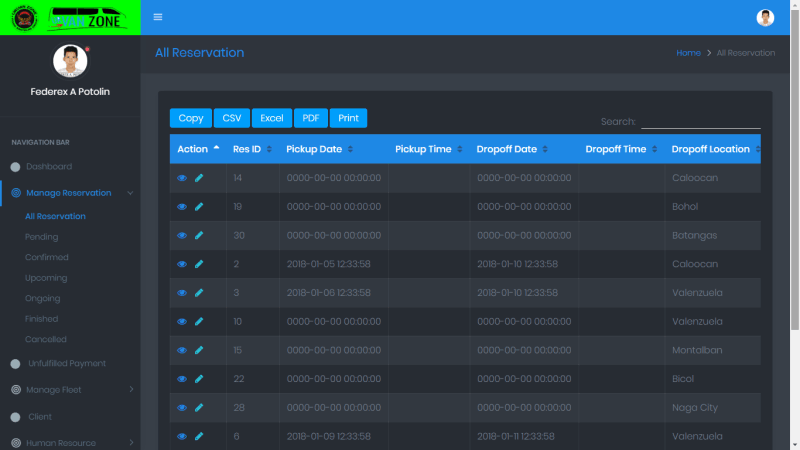 VAN ZONE
All Reservation
Home > All Reservation
Federex A Potolin
NAVIGATION BAR
Dashboard
Manage Reservation
All Reservation
Pending
Confirmed
Upcoming
Ongoing
Finished
Cancelled
Unfulfilled Payment
Manage Fleet
Client
Human Resource
Copy CSV Excel PDF Print
Search:
Action Res ID Pickup Date Pickup Time Dropoff Date Dropoff Time Dropoff Location
14 0000-00-00 00:00:00 0000-00-00 00:00:00 Caloocan
19 0000-00-00 00:00:00 0000-00-00 00:00:00 Bohol
30 0000-00-00 00:00:00 0000-00-00 00:00:00 Batangas
2 2018-01-05 12:33:58 2018-01-10 12:33:58 Caloocan
3 2018-01-06 12:33:58 2018-01-10 12:33:58 Valenzuela
10 0000-00-00 00:00:00 0000-00-00 00:00:00 Valenzuela
15 0000-00-00 00:00:00 0000-00-00 00:00:00 Montalban
22 0000-00-00 00:00:00 0000-00-00 00:00:00 Bicol
28 0000-00-00 00:00:00 0000-00-00 00:00:00 Naga City
6 2018-01-09 12:33:58 2018-01-11 12:33:58 Valenzuela